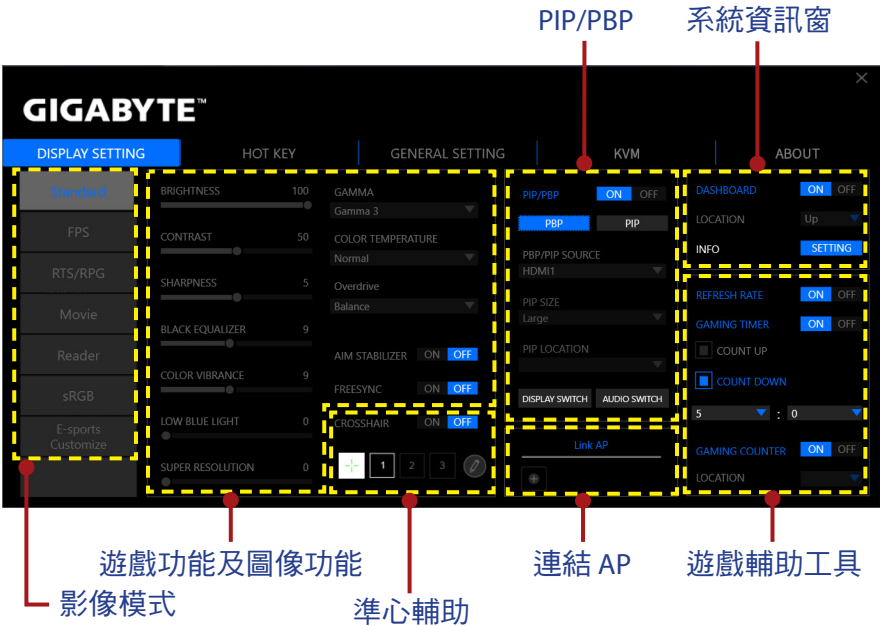 PIP/PBP 系統資訊窗
GIGABYTE™
DISPLAY SETTING HOT KEY GENERAL SETTING KVM ABOUT
Standard
FPS
RTS/RPG
Movie
Reader
sRGB
E-sports
Customize
BRIGHTNESS 100
CONTRAST 50
SHARPNESS 5
BLACK EQUALIZER 9
COLOR VIBRANCE 9
LOW BLUE LIGHT 0
SUPER RESOLUTION 0
GAMMA
Gamma 3
COLOR TEMPERATURE
Normal
Overdrive
Balance
AIM STABILIZER ON OFF
FREESYNC ON OFF
CROSSHAIR ON OFF
1 2 3
PIP/PBP ON OFF
PBP PIP
PBP/PIP SOURCE
HDMI1
PIP SIZE
Large
PIP LOCATION
DISPLAY SWITCH AUDIO SWITCH
Link AP
DASHBOARD ON OFF
LOCATION Up
INFO SETTING
REFRESH RATE ON OFF
GAMING TIMER ON OFF
COUNT UP
COUNT DOWN
5 : 0
GAMING COUNTER ON OFF
LOCATION
遊戲功能及圖像功能 連結 AP 遊戲輔助工具
影像模式 準心輔助